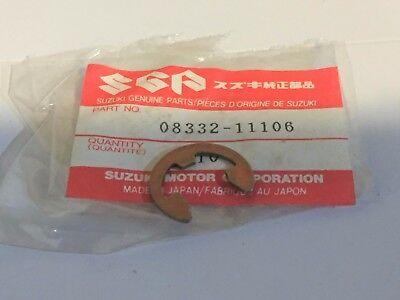 SGP スズキ純正部品
SUZUKI GENUINE PARTS/PIÈCES D'ORIGINE DE SUZUKI
PART NO.
08332-11106
QUANTITY
(QUANTITÉ)
10
SUZUKI MOTOR CORPORATION
MADE IN JAPAN/FABRIQUÉ AU JAPON